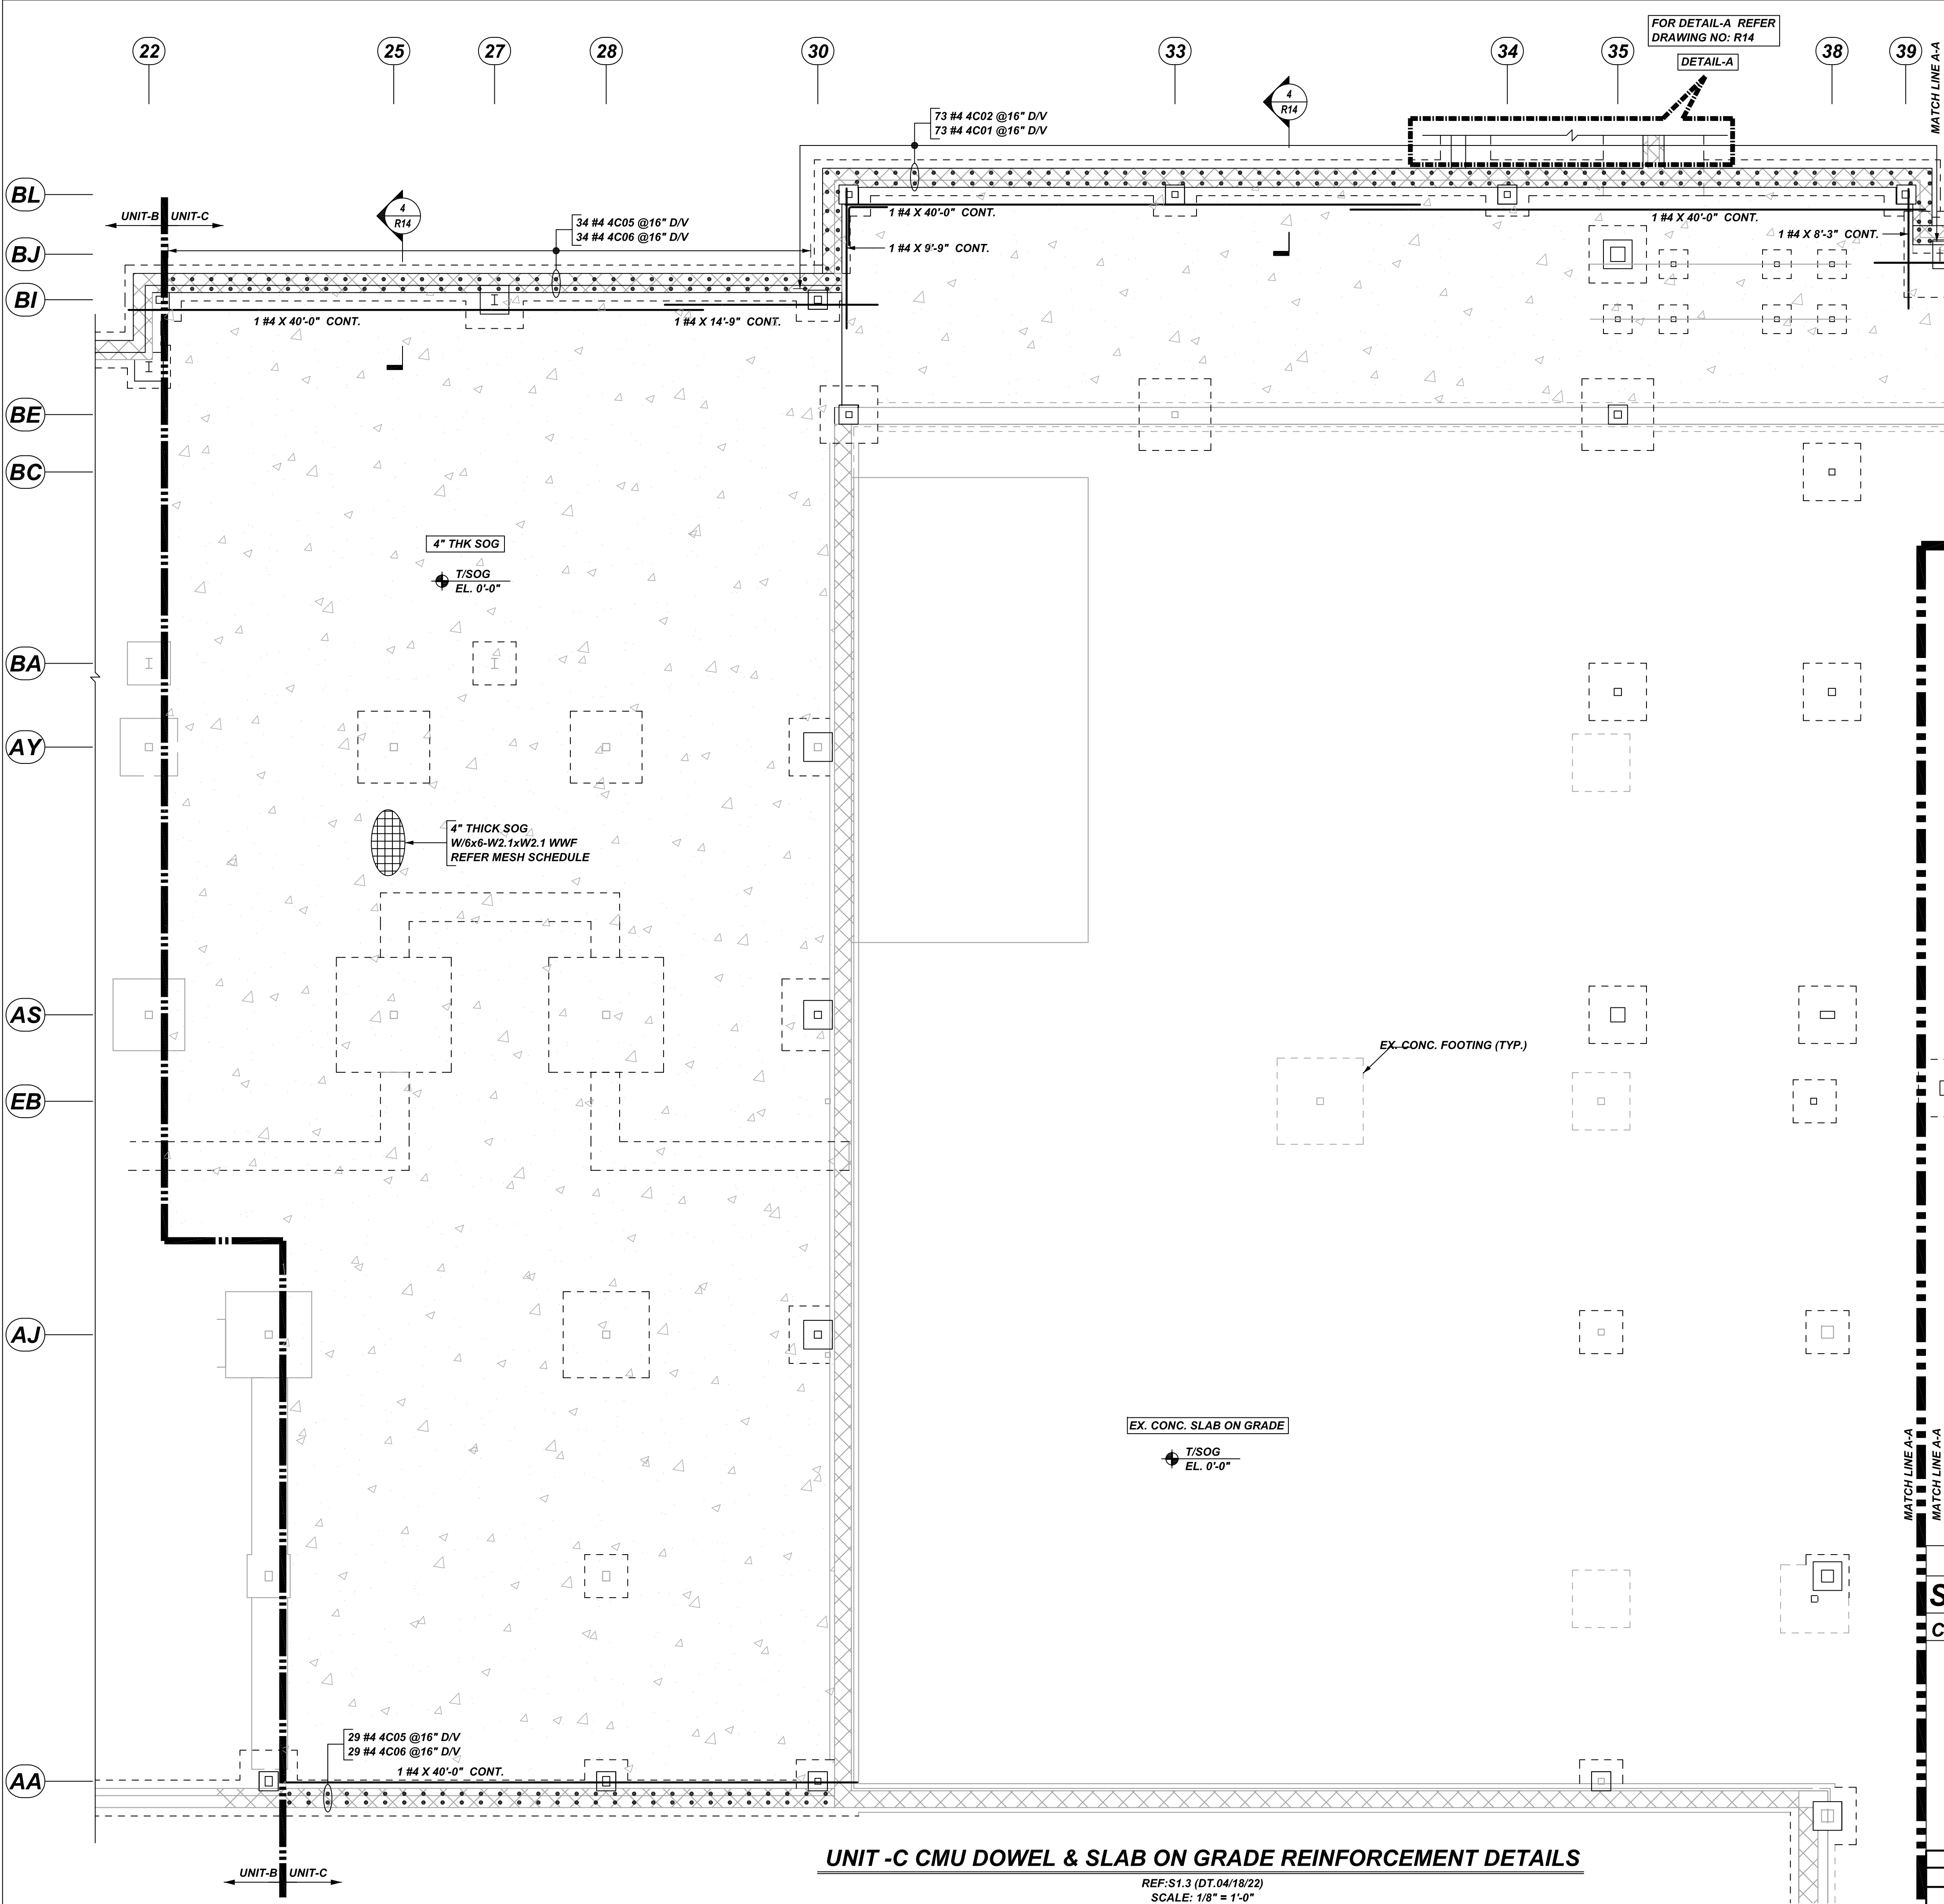 FOR DETAIL-A REFER
DRAWING NO: R14
DETAIL-A
22
25
27
28
30
33
34
35
38
39
MATCH LINE A-A
4
R14
73 #4 4C02 @16" D/V
73 #4 4C01 @16" D/V
BL
UNIT-B
UNIT-C
4
R14
34 #4 4C05 @16" D/V
34 #4 4C06 @16" D/V
1 #4 X 40'-0" CONT.
1 #4 X 40'-0" CONT.
1 #4 X 8'-3" CONT.
BJ
1 #4 X 9'-9" CONT.
BI
1 #4 X 40'-0" CONT.
1 #4 X 14'-9" CONT.
BE
BC
4" THK SOG
T/SOG
EL. 0'-0"
BA
AY
4" THICK SOG
W/6x6-W2.1xW2.1 WWF
REFER MESH SCHEDULE
AS
EX. CONC. FOOTING (TYP.)
EB
AJ
EX. CONC. SLAB ON GRADE
T/SOG
EL. 0'-0"
MATCH LINE A-A
MATCH LINE A-A
S
C
29 #4 4C05 @16" D/V
29 #4 4C06 @16" D/V
1 #4 X 40'-0" CONT.
AA
UNIT-B
UNIT-C
UNIT -C CMU DOWEL & SLAB ON GRADE REINFORCEMENT DETAILS
REF:S1.3 (DT.04/18/22)
SCALE: 1/8" = 1'-0"